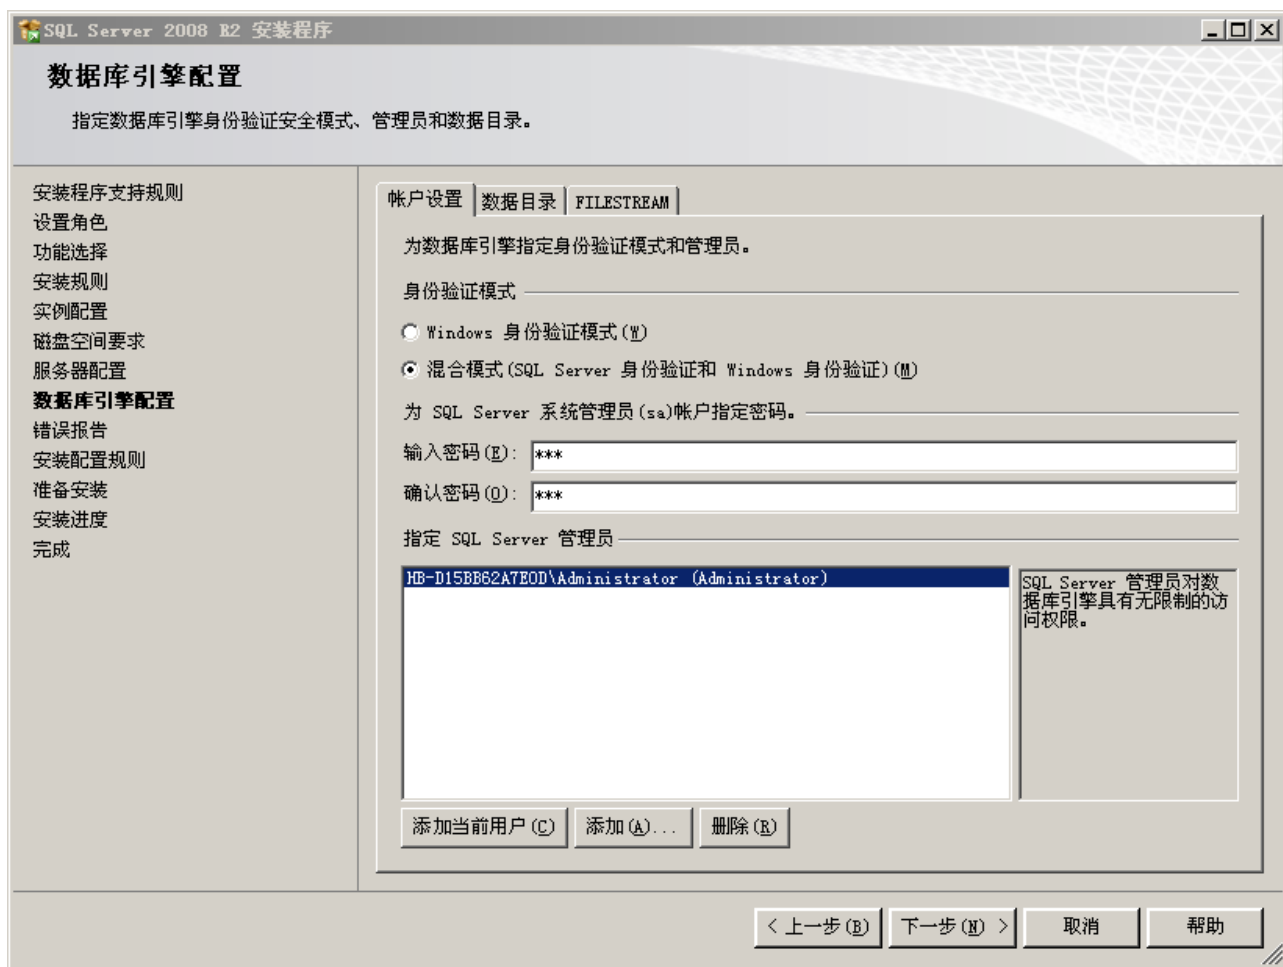 SQL Server 2008 R2 安装程序
数据库引擎配置
指定数据库引擎身份验证安全模式、管理员和数据目录。
安装程序支持规则
设置角色
功能选择
安装规则
实例配置
磁盘空间要求
服务器配置
数据库引擎配置
错误报告
安装配置规则
准备安装
安装进度
完成
帐户设置 数据目录 FILESTREAM
为数据库引擎指定身份验证模式和管理员。
身份验证模式
Windows 身份验证模式(W)
混合模式(SQL Server 身份验证和 Windows 身份验证)(M)
为 SQL Server 系统管理员(sa)帐户指定密码。
输入密码(E): ***
确认密码(O): ***
指定 SQL Server 管理员
HB-D15BB62A7E0D\Administrator (Administrator)
SQL Server 管理员对数
据库引擎具有无限制的访
问权限。
添加当前用户(C) 添加(A)... 删除(R)
< 上一步(B) 下一步(N) > 取消 帮助